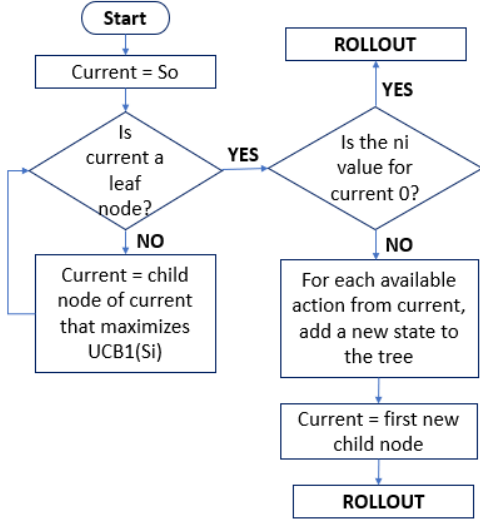 Start
Current = So
Is
current a
leaf
node?
YES
NO
Current = child
node of current
that maximizes
UCB1(Si)
ROLLOUT
YES
Is the ni
value for
current 0?
NO
For each available
action from current,
add a new state to
the tree
Current = first new
child node
ROLLOUT